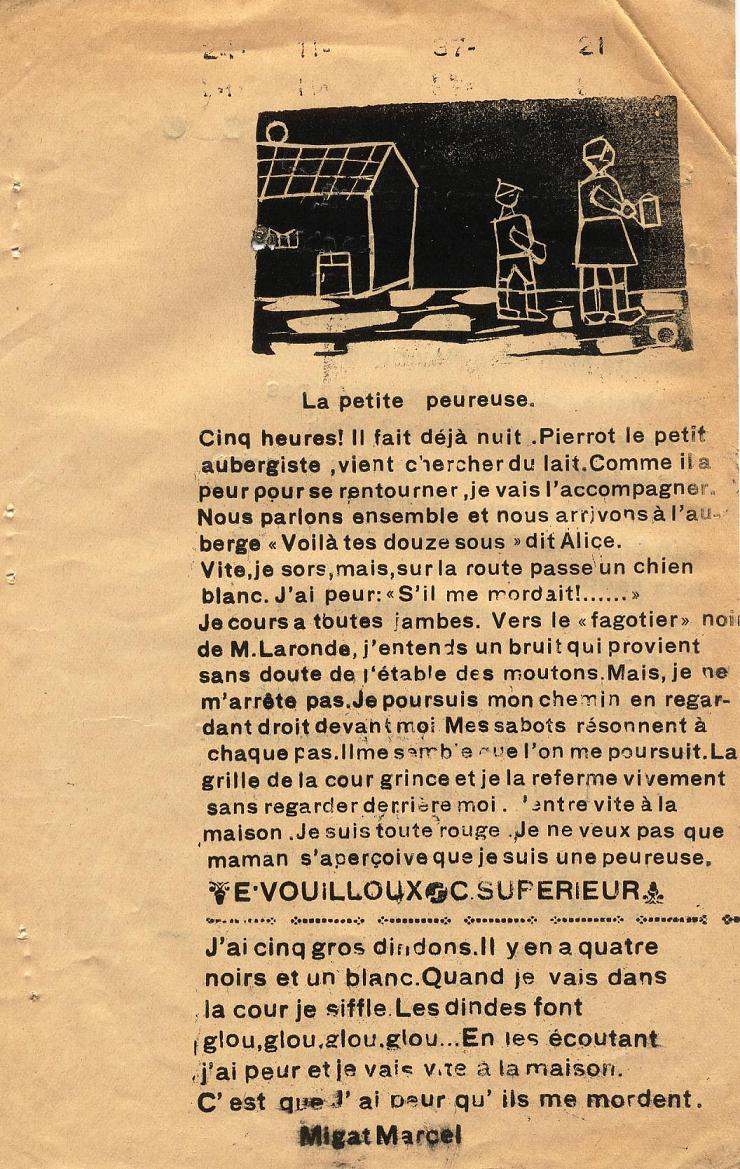 24- 11- 37- 21
La petite peureuse.
Cinq heures! Il fait déjà nuit .Pierrot le petit
aubergiste ,vient chercher du lait.Comme il a
peur pour se rentourner ,je vais l'accompagner.
Nous parlons ensemble et nous arrivons à l'au-
berge « Voilà tes douze sous » dit Alice.
Vite,je sors,mais,sur la route passe un chien
blanc. J'ai peur: «S'il me mordait!......»
Je cours a toutes jambes. Vers le «fagotier» noir
de M.Laronde, j'entends un bruit qui provient
sans doute de l'étable des moutons.Mais, je ne
m'arrête pas.Je poursuis mon chemin en regar-
dant droit devant moi Mes sabots résonnent à
chaque pas.Il me semble que l'on me poursuit.La
grille de la cour grince et je la referme vivement
sans regarder derrière moi . 'entre vite à la
maison .Je suis toute rouge .Je ne veux pas que
maman s'aperçoive que je suis une peureuse.
E.VOUILLOUX C.SUPERIEUR
J'ai cinq gros dindons.Il y en a quatre
noirs et un blanc.Quand je vais dans
la cour je siffle.Les dindes font
glou,glou,glou,glou...En les écoutant
j'ai peur et je vais vite à la maison.
C' est que J' ai peur qu' ils me mordent.
Migat Marcel